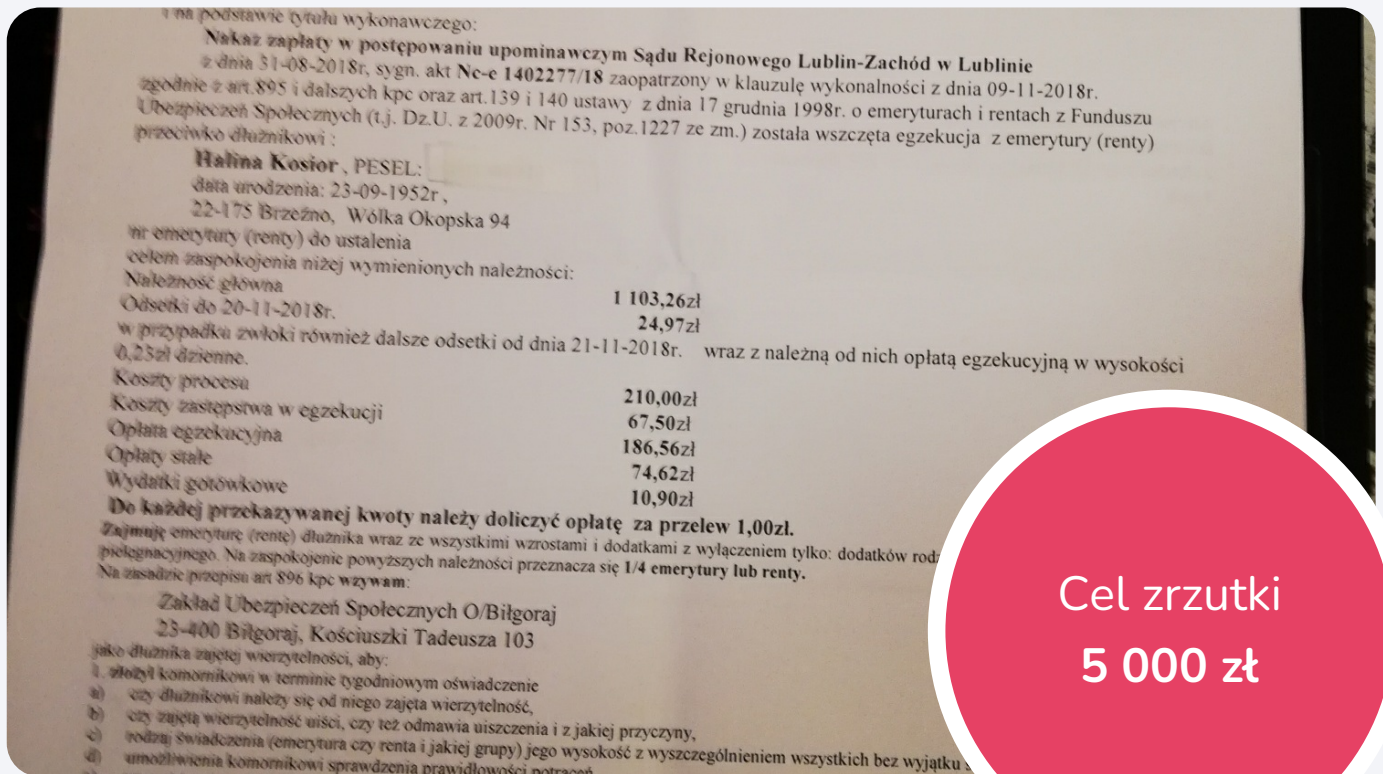 i na podstawie tytułu wykonawczego:
Nakaz zapłaty w postępowaniu upominawczym Sądu Rejonowego Lublin-Zachód w Lublinie
z dnia 31-08-2018r, sygn. akt Nc-e 1402277/18 zaopatrzony w klauzulę wykonalności z dnia 09-11-2018r.
zgodnie z art.895 i dalszych kpc oraz art.139 i 140 ustawy z dnia 17 grudnia 1998r. o emeryturach i rentach z Funduszu
Ubezpieczeń Społecznych (t.j. Dz.U. z 2009r. Nr 153, poz.1227 ze zm.) została wszczęta egzekucja z emerytury (renty)
przeciwko dłużnikowi :
Halina Kosior , PESEL:
data urodzenia: 23-09-1952r ,
22-175 Brzeźno, Wólka Okopska 94
nr emerytury (renty) do ustalenia
celem zaspokojenia niżej wymienionych należności:
Należność główna 1 103,26zł
Odsetki do 20-11-2018r. 24,97zł
w przypadku zwłoki również dalsze odsetki od dnia 21-11-2018r. wraz z należną od nich opłatą egzekucyjną w wysokości
0,23zł dziennie.
Koszty procesu 210,00zł
Koszty zastępstwa w egzekucji 67,50zł
Opłata egzekucyjna 186,56zł
Opłaty stałe 74,62zł
Wydatki gotówkowe 10,90zł
Do każdej przekazywanej kwoty należy doliczyć opłatę za przelew 1,00zł.
Zajmuję emeryturę (rentę) dłużnika wraz ze wszystkimi wzrostami i dodatkami z wyłączeniem tylko: dodatków rodz
pielęgnacyjnego. Na zaspokojenie powyższych należności przeznacza się 1/4 emerytury lub renty.
Na zasadzie przepisu art 896 kpc wzywam:
Zakład Ubezpieczeń Społecznych O/Biłgoraj
23-400 Biłgoraj, Kościuszki Tadeusza 103
jako dłużnika zajętej wierzytelności, aby:
1. złożył komornikowi w terminie tygodniowym oświadczenie
a) czy dłużnikowi należy się od niego zajęta wierzytelność,
b) czy zajętą wierzytelność uiści, czy też odmawia uiszczenia i z jakiej przyczyny,
c) rodzaj świadczenia (emerytura czy renta i jakiej grupy) jego wysokość z wyszczególnieniem wszystkich bez wyjątku
d) umożliwienia komornikowi sprawdzenia prawidłowości potrąceń
Cel zrzutki
5 000 zł